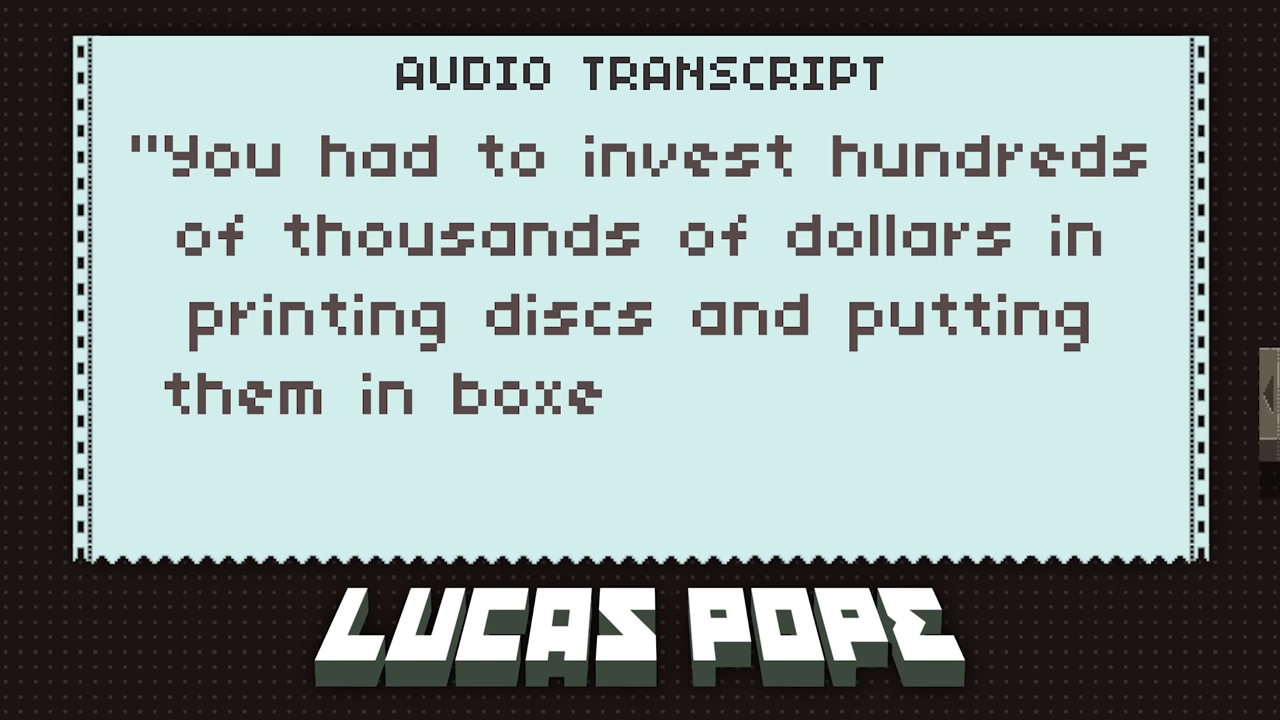 AUDIO TRANSCRIPT
"You had to invest hundreds
of thousands of dollars in
printing discs and putting
them in boxe
LUCAS POPE